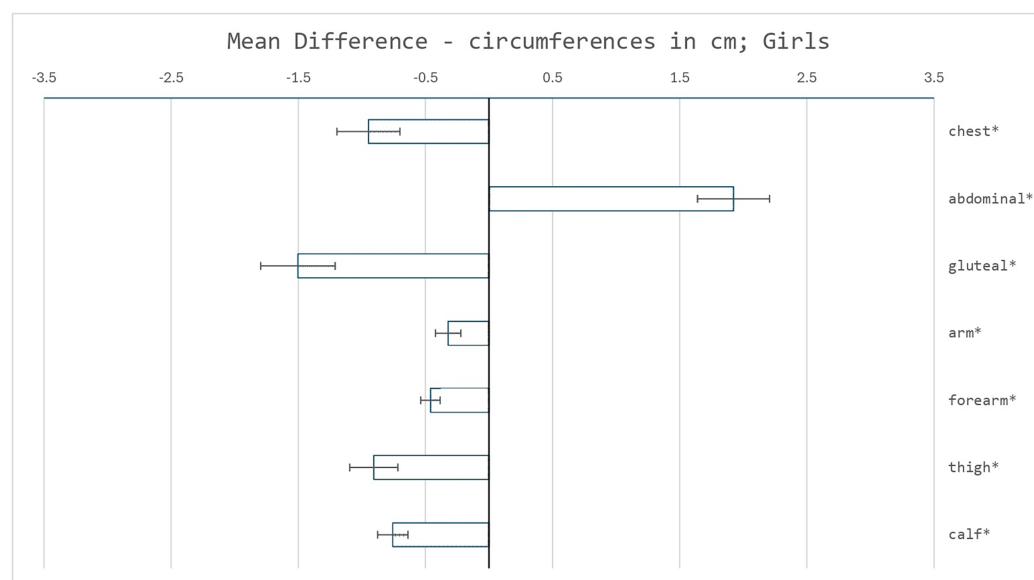 Mean Difference - circumferences in cm; Girls
-3.5 -2.5 -1.5 -0.5 0.5 1.5 2.5 3.5
chest*
abdominal*
gluteal*
arm*
forearm*
thigh*
calf*